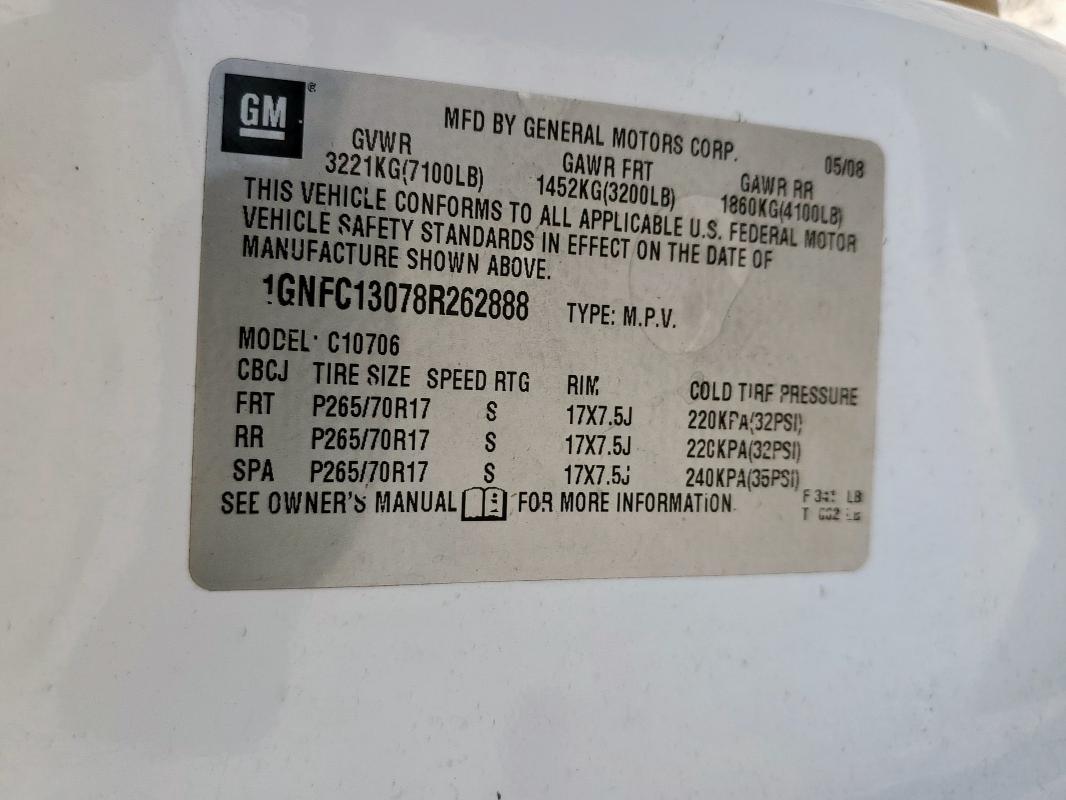 GM ®
MFD BY GENERAL MOTORS CORP. 05/08
GVWR GAWR FRT GAWR RR
3221KG(7100LB) 1452KG(3200LB) 1860KG(4100LB)
THIS VEHICLE CONFORMS TO ALL APPLICABLE U.S. FEDERAL MOTOR
VEHICLE SAFETY STANDARDS IN EFFECT ON THE DATE OF
MANUFACTURE SHOWN ABOVE.
1GNFC13078R262888 TYPE: M.P.V.
MODEL: C10706
CBCJ TIRE SIZE SPEED RTG RIM COLD TIRE PRESSURE
FRT P265/70R17 S 17X7.5J 220KPA(32PSI)
RR P265/70R17 S 17X7.5J 220KPA(32PSI)
SPA P265/70R17 S 17X7.5J 240KPA(35PSI)
SEE OWNER'S MANUAL FOR MORE INFORMATION
F LB
T LB